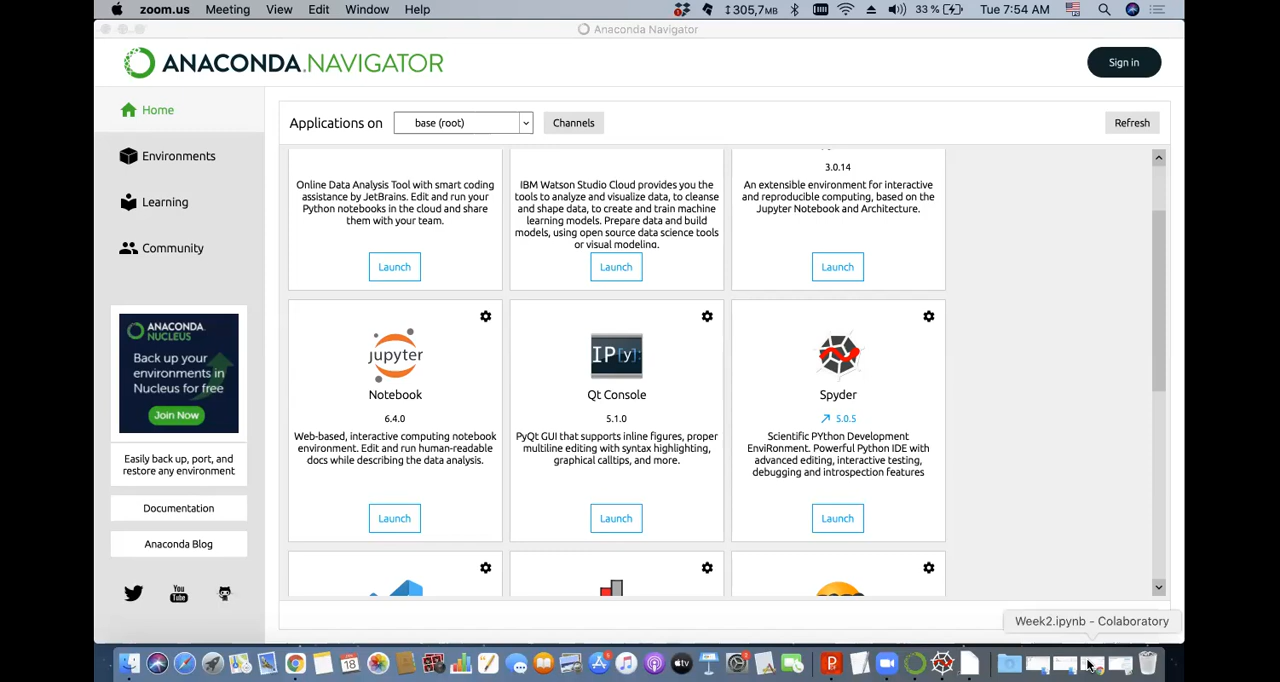 zoom.us Meeting View Edit Window Help
305,7MB 33 % Tue 7:54 AM
Anaconda Navigator
ANACONDA.NAVIGATOR
Sign in
Home
Environments
Learning
Community
Applications on base (root) Channels Refresh
Online Data Analysis Tool with smart coding
assistance by JetBrains. Edit and run your
Python notebooks in the cloud and share
them with your team.
Launch
IBM Watson Studio Cloud provides you the
tools to analyze and visualize data, to cleanse
and shape data, to create and train machine
learning models. Prepare data and build
models, using open source data science tools
or visual modeling.
Launch
3.0.14
An extensible environment for interactive
and reproducible computing, based on the
Jupyter Notebook and Architecture.
Launch
jupyter
Notebook
6.4.0
Web-based, interactive computing notebook
environment. Edit and run human-readable
docs while describing the data analysis.
Launch
IP[y]:
Qt Console
5.1.0
PyQt GUI that supports inline figures, proper
multiline editing with syntax highlighting,
graphical calltips, and more.
Launch
Spyder
5.0.5
Scientific PYthon Development
EnviRonment. Powerful Python IDE with
advanced editing, interactive testing,
debugging and introspection features
Launch
ANACONDA.
NUCLEUS
Back up your
environments in
Nucleus for free
Join Now
Easily back up, port, and
restore any environment
Documentation
Anaconda Blog
You
Tube
Week2.ipynb - Colaboratory
18